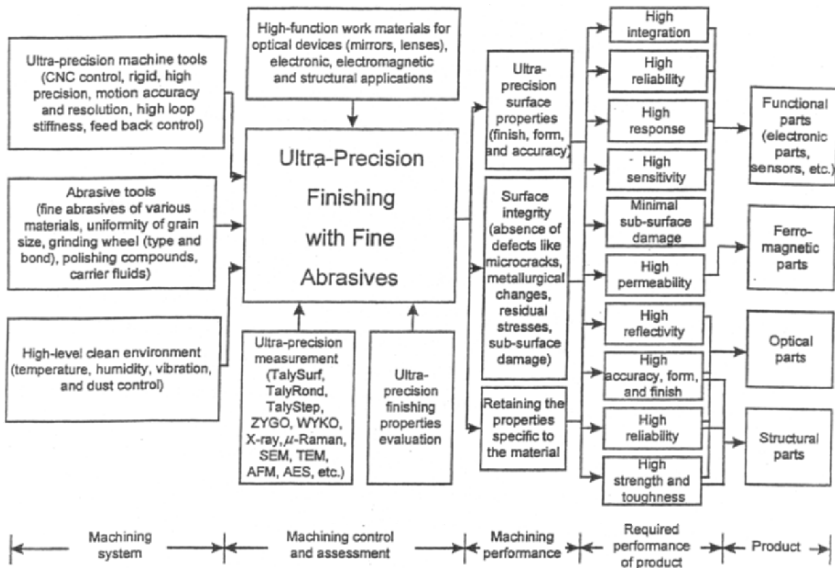 Ultra-precision machine tools
(CNC control, rigid, high
precision, motion accuracy
and resolution, high loop
stiffness, feed back control)
Abrasive tools
(fine abrasives of various
materials, uniformity of grain
size, grinding wheel (type and
bond), polishing compounds,
carrier fluids)
High-level clean environment
(temperature, humidity, vibration,
and dust control)
High-function work materials for
optical devices (mirrors, lenses),
electronic, electromagnetic
and structural applications
Ultra-Precision
Finishing
with Fine
Abrasives
Ultra-precision
measurement
(TalySurf,
TalyRond,
TalyStep,
ZYGO, WYKO,
X-ray, μ-Raman,
SEM, TEM,
AFM, AES, etc.)
Ultra-
precision
finishing
properties
evaluation
Ultra-
precision
surface
properties
(finish, form,
and accuracy)
Surface
integrity
(absence of
defects like
microcracks,
metallurgical
changes,
residual
stresses,
sub-surface
damage)
Retaining the
properties
specific to
the material
High
integration
High
reliability
High
response
High
sensitivity
Minimal
sub-surface
damage
High
permeability
High
reflectivity
High
accuracy, form,
and finish
High
reliability
High
strength and
toughness
Functional
parts
(electronic
parts,
sensors, etc.)
Ferro-
magnetic
parts
Optical
parts
Structural
parts
Machining
system
Machining control
and assessment
Machining
performance
Required
performance
of product
Product